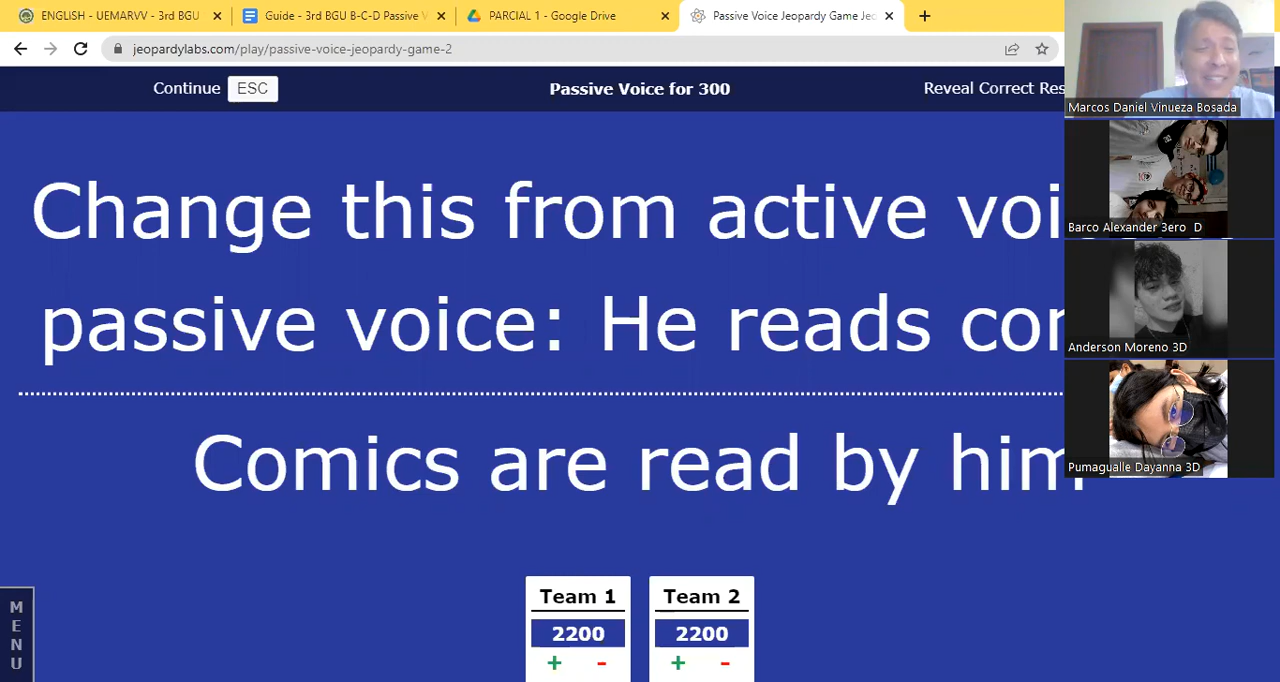 ENGLISH - UEMARVV - 3rd BGU
Guide - 3rd BGU B-C-D Passive V
PARCIAL 1 - Google Drive
Passive Voice Jeopardy Game Jeo
jeopardylabs.com/play/passive-voice-jeopardy-game-2
Continue ESC
Passive Voice for 300
Reveal Correct Res
Change this from active voi
passive voice: He reads co
Comics are read by him
MENU
Team 1
2200
+ -
Team 2
2200
+ -
Marcos Daniel Vinueza Bosada
Barco Alexander 3ero D
Anderson Moreno 3D
Pumagualle Dayanna 3D